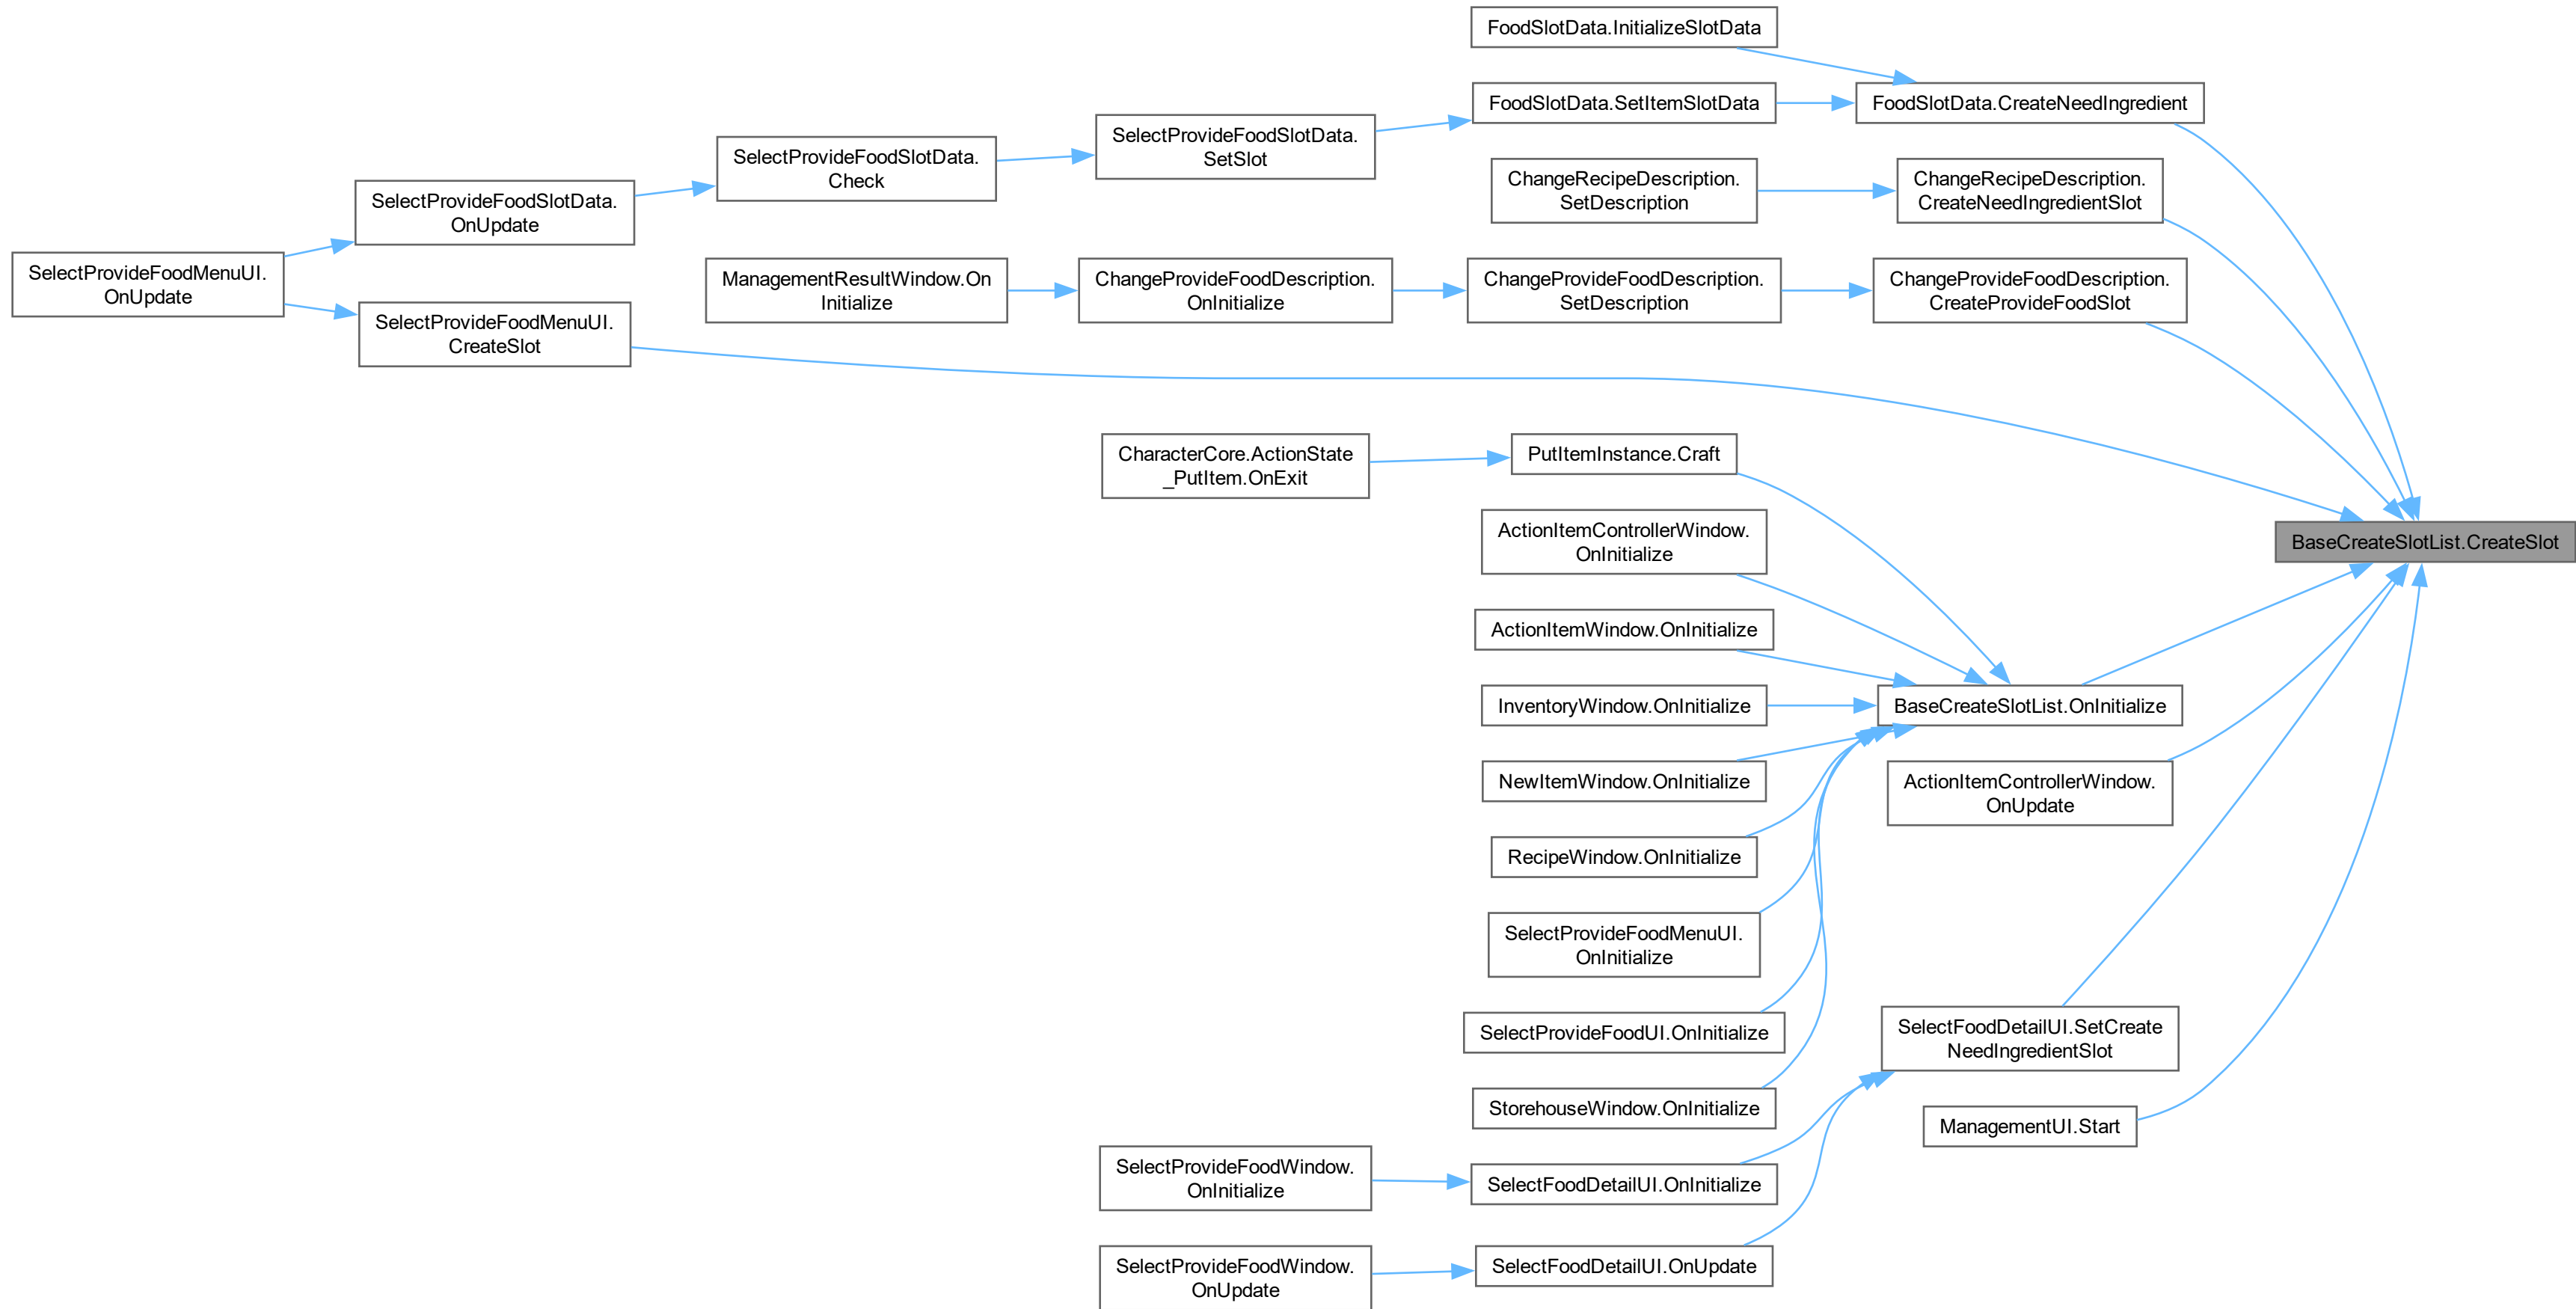 FoodSlotData.InitializeSlotData
FoodSlotData.SetItemSlotData
FoodSlotData.CreateNeedIngredient
SelectProvideFoodSlotData.
SetSlot
SelectProvideFoodSlotData.
Check
SelectProvideFoodSlotData.
OnUpdate
SelectProvideFoodMenuUI.
OnUpdate
ChangeRecipeDescription.
SetDescription
ChangeRecipeDescription.
CreateNeedIngredientSlot
ManagementResultWindow.On
Initialize
ChangeProvideFoodDescription.
OnInitialize
ChangeProvideFoodDescription.
SetDescription
ChangeProvideFoodDescription.
CreateProvideFoodSlot
SelectProvideFoodMenuUI.
CreateSlot
CharacterCore.ActionState
_PutItem.OnExit
PutItemInstance.Craft
ActionItemControllerWindow.
OnInitialize
BaseCreateSlotList.CreateSlot
ActionItemWindow.OnInitialize
InventoryWindow.OnInitialize
BaseCreateSlotList.OnInitialize
NewItemWindow.OnInitialize
ActionItemControllerWindow.
OnUpdate
RecipeWindow.OnInitialize
SelectProvideFoodMenuUI.
OnInitialize
SelectProvideFoodUI.OnInitialize
SelectFoodDetailUI.SetCreate
NeedIngredientSlot
StorehouseWindow.OnInitialize
ManagementUI.Start
SelectProvideFoodWindow.
OnInitialize
SelectFoodDetailUI.OnInitialize
SelectProvideFoodWindow.
OnUpdate
SelectFoodDetailUI.OnUpdate